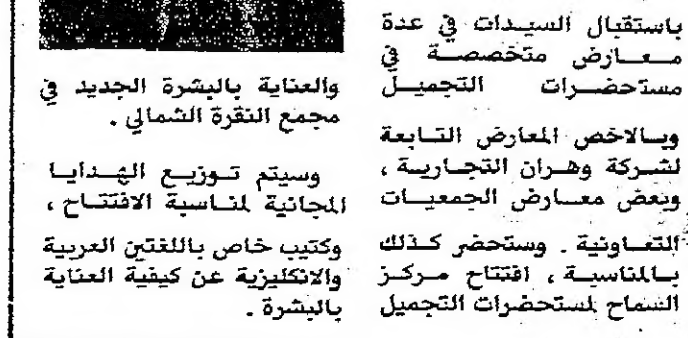 باستقبال السيدات في عدة
معارض متخصصة في
مستحضرات التجميل
وبالاخص المعارض التابعة
لشركة وهران التجارية ،
وبعض معارض الجمعيات
التعاونية . وستحضر كذلك
بالمناسبة ، افتتاح مركز
السماح لمستحضرات التجميل
والعناية بالبشرة الجديد في
مجمع النقرة الشمالي .
وسيتم توزيع الهدايا
المجانية لمناسبة الافتتاح ،
وكتيب خاص باللغتين العربية
والانكليزية عن كيفية العناية
بالبشرة .